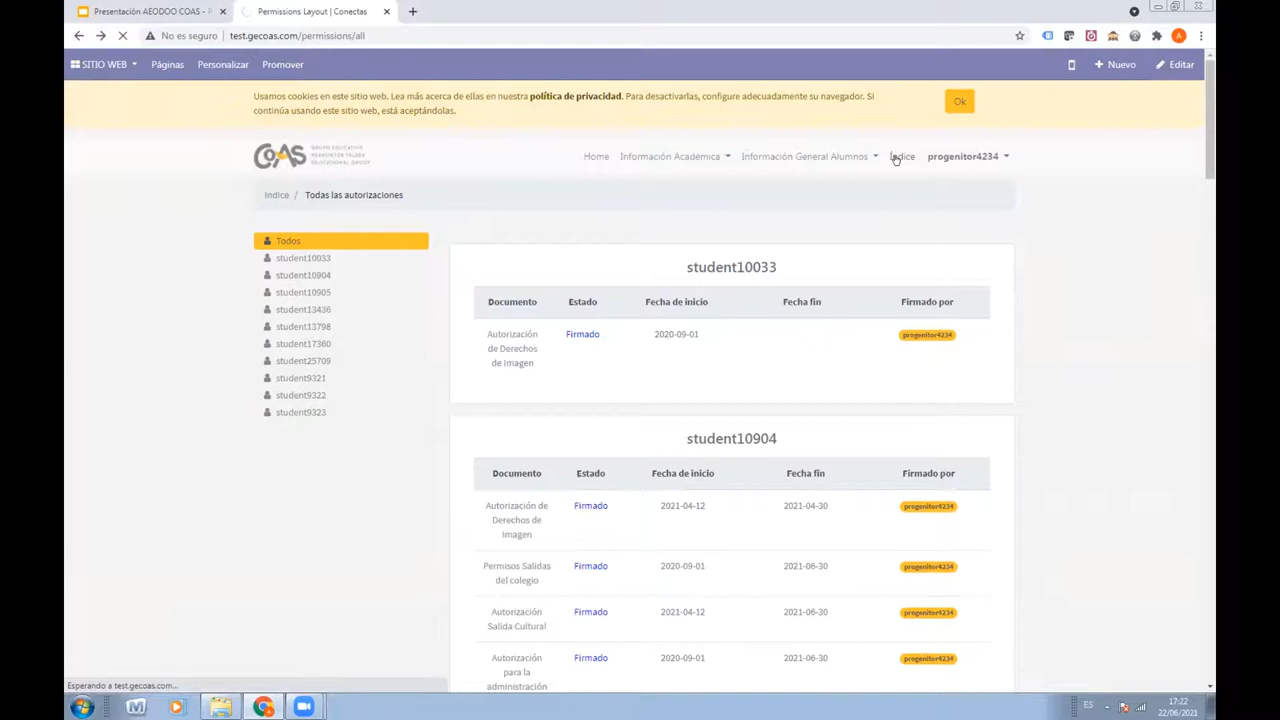 Presentación AEODOO COAS - P
Permissions Layout | Conectas
No es seguro test.gecoas.com/permissions/all
SITIO WEB Páginas Personalizar Promover Nuevo Editar
Usamos cookies en este sitio web. Lea más acerca de ellas en nuestra política de privacidad. Para desactivarlas, configure adecuadamente su navegador. Si
continúa usando este sitio web, está aceptándolas.
Ok
COAS GRUPO EDUCATIVO
EDUCATIONAL GROUP
Home Información Académica Información General Alumnos Índice progenitor4234
Indice / Todas las autorizaciones
Todos
student10033
student10904
student10905
student13436
student13798
student17360
student25709
student9321
student9322
student9323
student10033
Documento Estado Fecha de inicio Fecha fin Firmado por
Autorización
de Derechos
de Imagen
Firmado 2020-09-01 progenitor4234
student10904
Documento Estado Fecha de inicio Fecha fin Firmado por
Autorización de
Derechos de
Imagen
Firmado 2021-04-12 2021-04-30 progenitor4234
Permisos Salidas
del colegio
Firmado 2020-09-01 2021-06-30 progenitor4234
Autorización
Salida Cultural
Firmado 2021-04-12 2021-06-30 progenitor4234
Autorización
para la
administración
Firmado 2020-09-01 2021-06-30 progenitor4234
Esperando a test.gecoas.com...
ES
17:22
22/06/2021